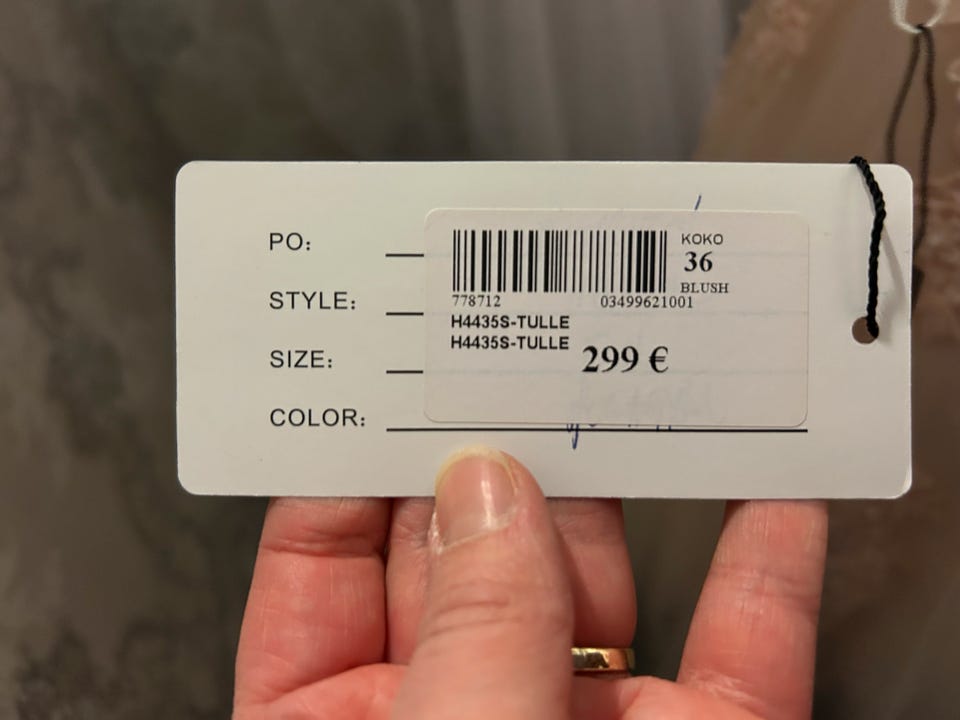 PO:
STYLE:
SIZE:
COLOR:
KOKO
36
BLUSH
778712 03499621001
H4435S-TULLE
H4435S-TULLE
299 €